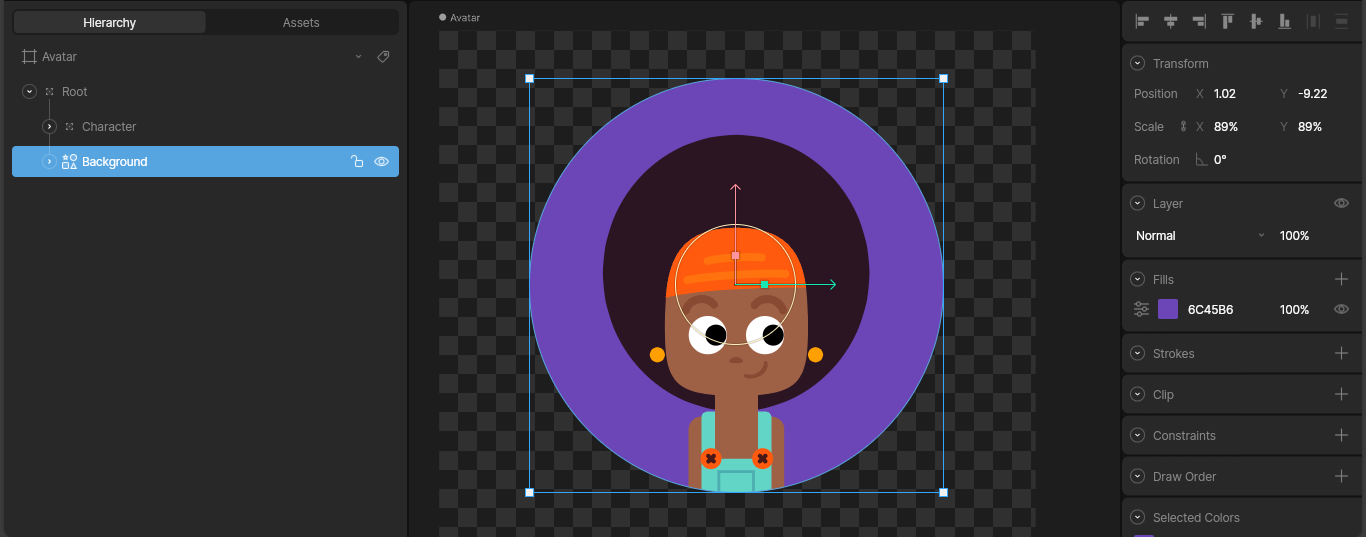 Hierarchy
Assets
Avatar
Root
Character
Background
Avatar
Transform
Position X 1.02 Y -9.22
Scale X 89% Y 89%
Rotation 0°
Layer
Normal 100%
Fills
6C45B6 100%
Strokes
Clip
Constraints
Draw Order
Selected Colors